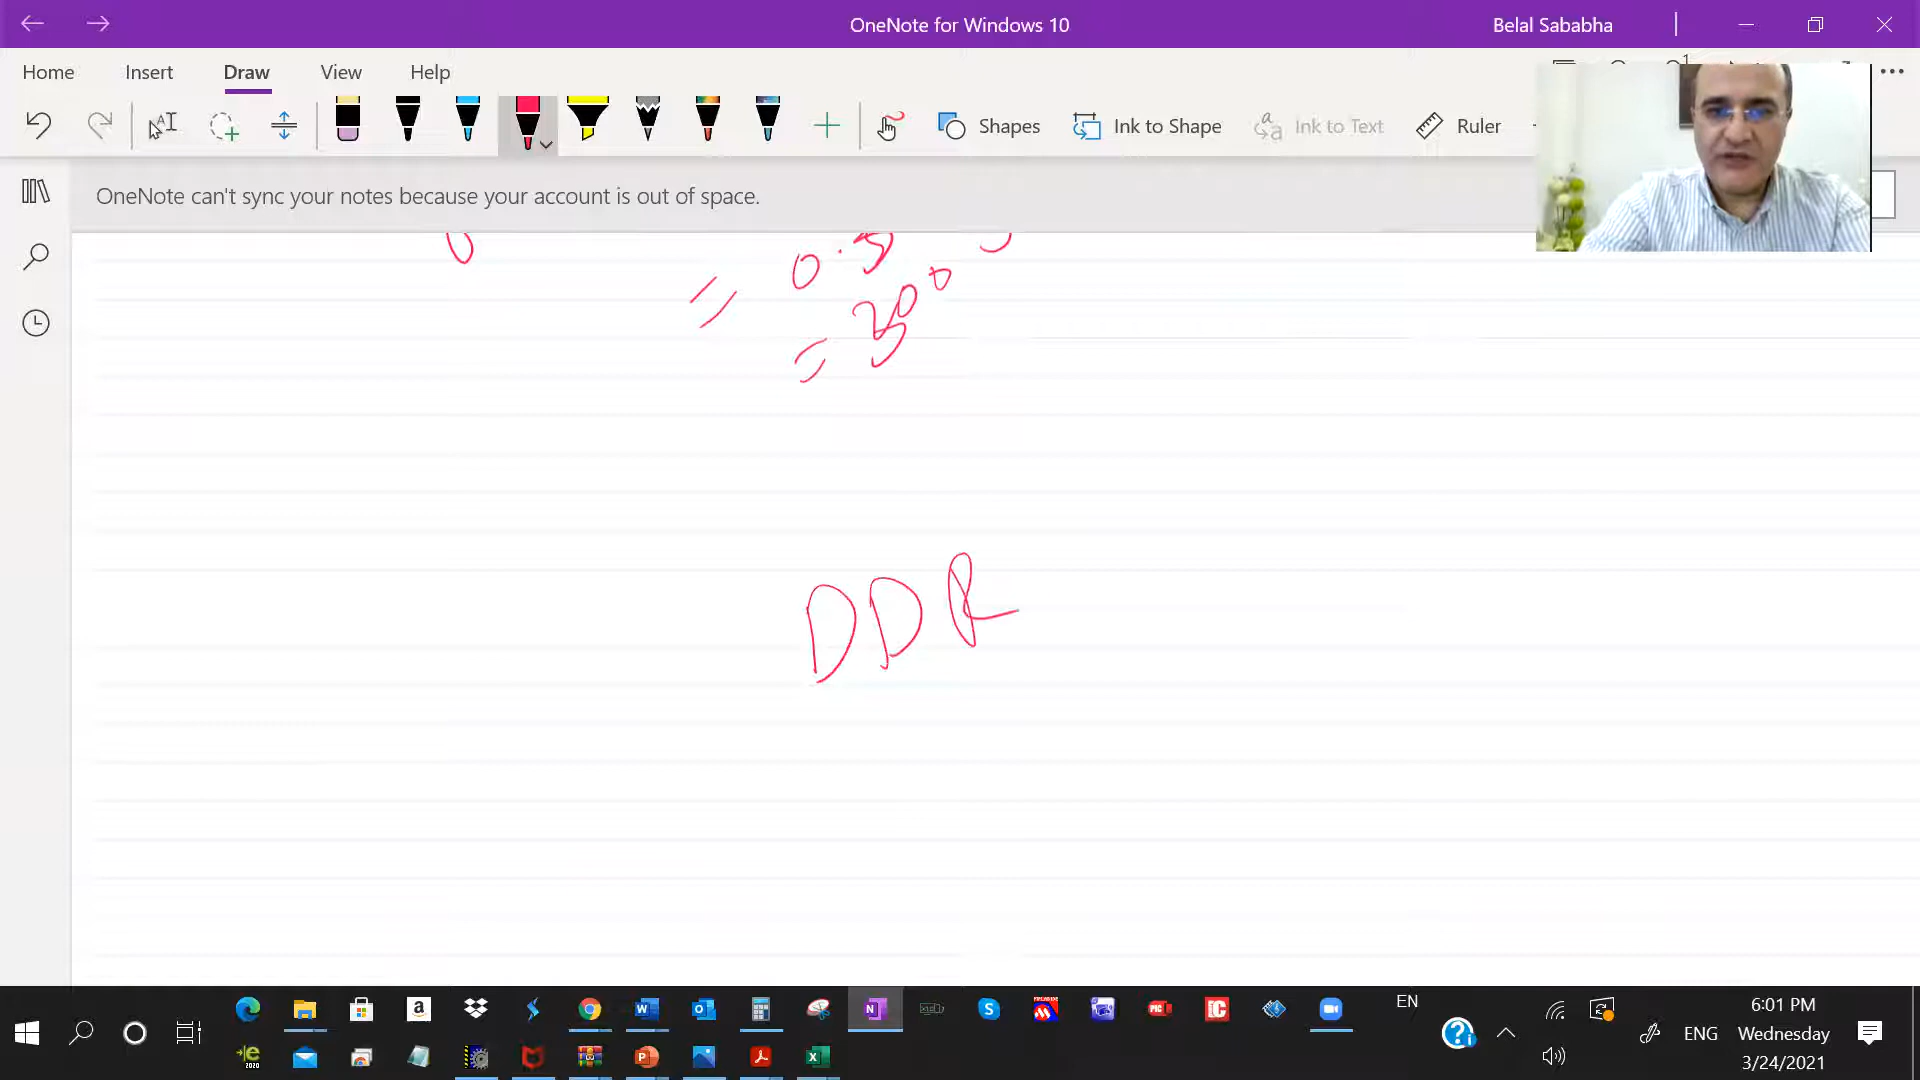 OneNote for Windows 10
Belal Sababha
Home Insert Draw View Help
Shapes Ink to Shape Ink to Text Ruler
OneNote can't sync your notes because your account is out of space.
= 0.5
= 30°
DDR
EN
ENG
6:01 PM
Wednesday
3/24/2021